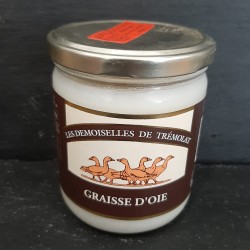 LES DEMOISELLES DE TRÉMOLAT
GRAISSE D'OIE